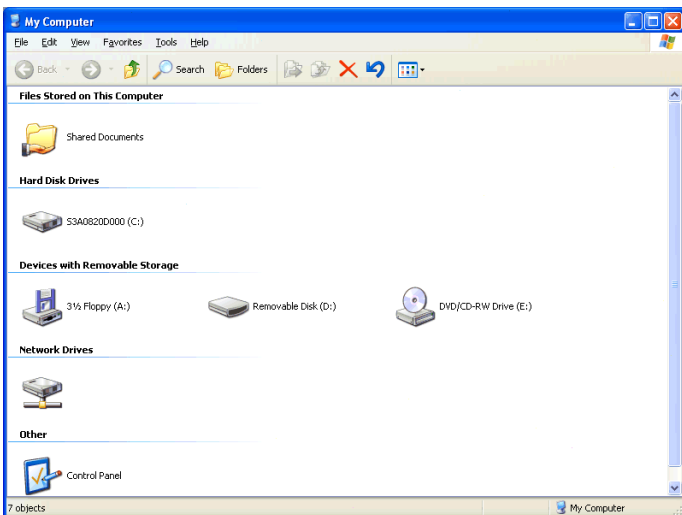 My Computer
File Edit View Favorites Tools Help
Back Search Folders
Files Stored on This Computer
Shared Documents
Hard Disk Drives
S3A0820D000 (C:)
Devices with Removable Storage
3½ Floppy (A:) Removable Disk (D:) DVD/CD-RW Drive (E:)
Network Drives
Other
Control Panel
7 objects My Computer